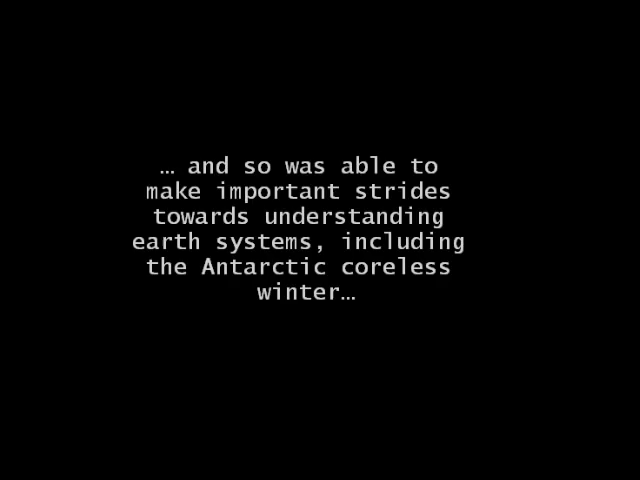 … and so was able to
make important strides
towards understanding
earth systems, including
the Antarctic coreless
winter…